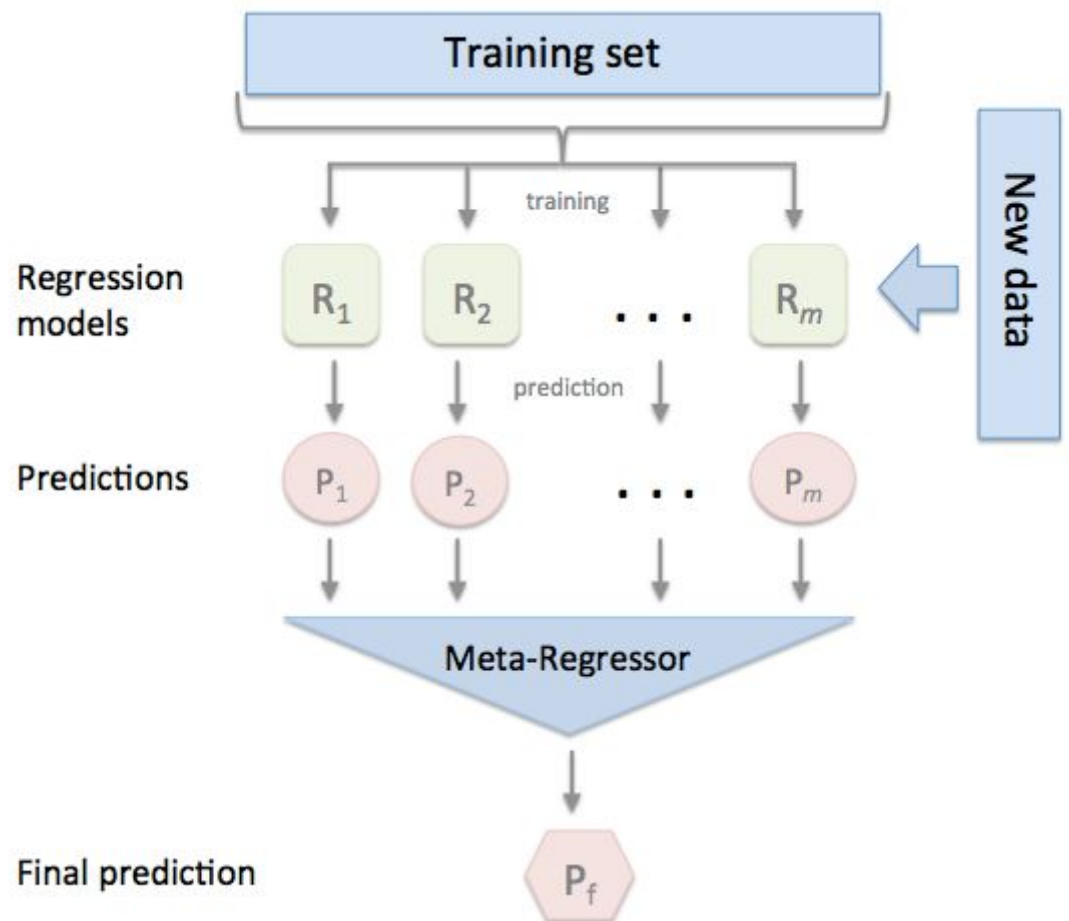 Training set
training
New data
Regression
models
R1
R2
. . .
Rm
prediction
Predictions
P1
P2
. . .
Pm
Meta-Regressor
Final prediction
Pf